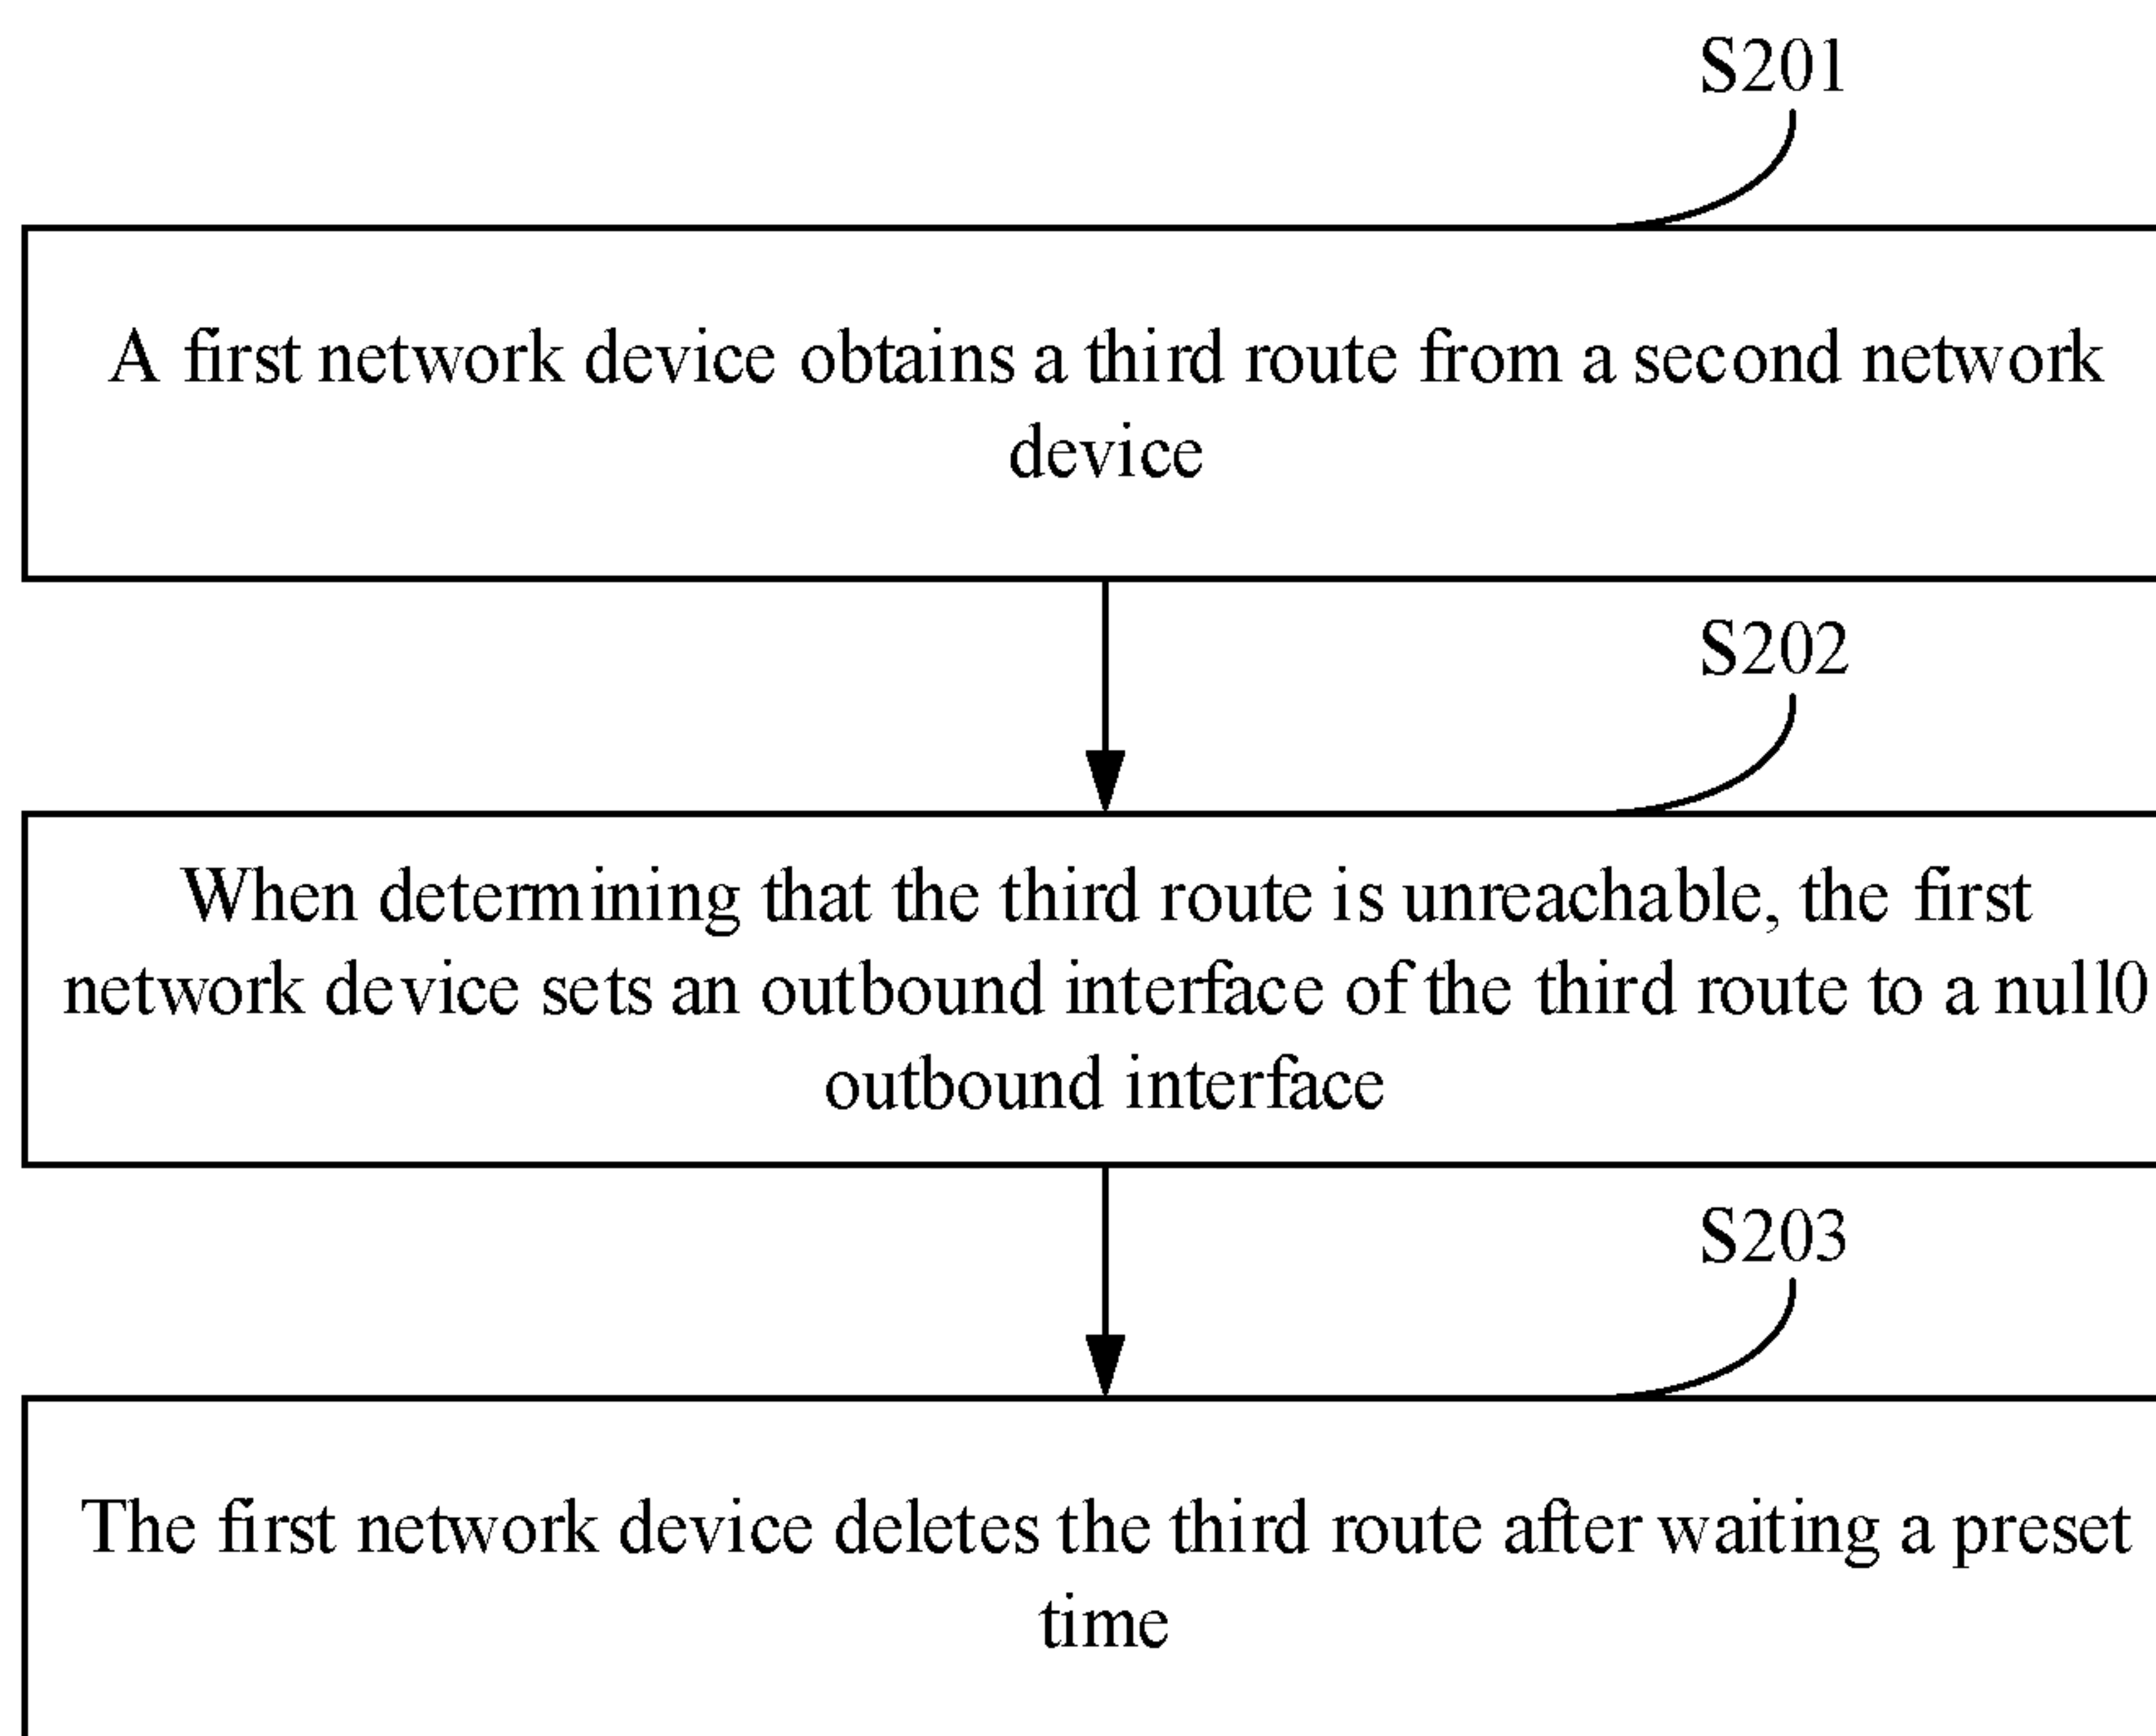 S201
A first network device obtains a third route from a second network
device
S202
When determining that the third route is unreachable, the first
network device sets an outbound interface of the third route to a null0
outbound interface
S203
The first network device deletes the third route after waiting a preset
time